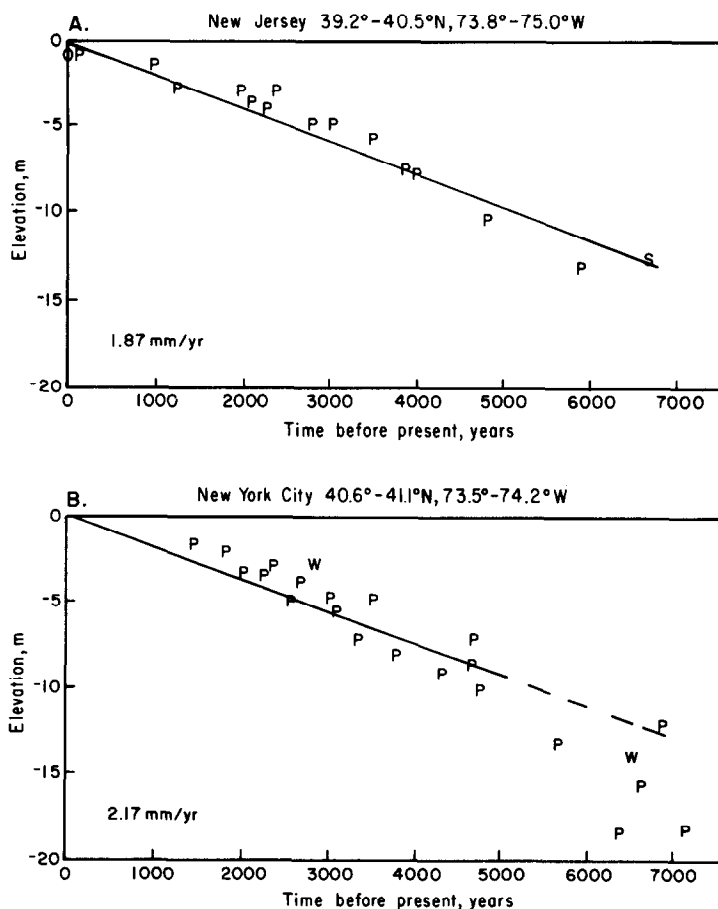 A.
New Jersey 39.2°–40.5°N, 73.8°–75.0°W
0
-5
-10
-15
-20
Elevation, m
O P P P P P P P P P P P P P P P S
1.87 mm/yr
0 1000 2000 3000 4000 5000 6000 7000
Time before present, years
B.
New York City 40.6°–41.1°N, 73.5°–74.2°W
0
-5
-10
-15
-20
Elevation, m
P P P P P P P W P P P P P P P P P P P W P P P
2.17 mm/yr
0 1000 2000 3000 4000 5000 6000 7000
Time before present, years